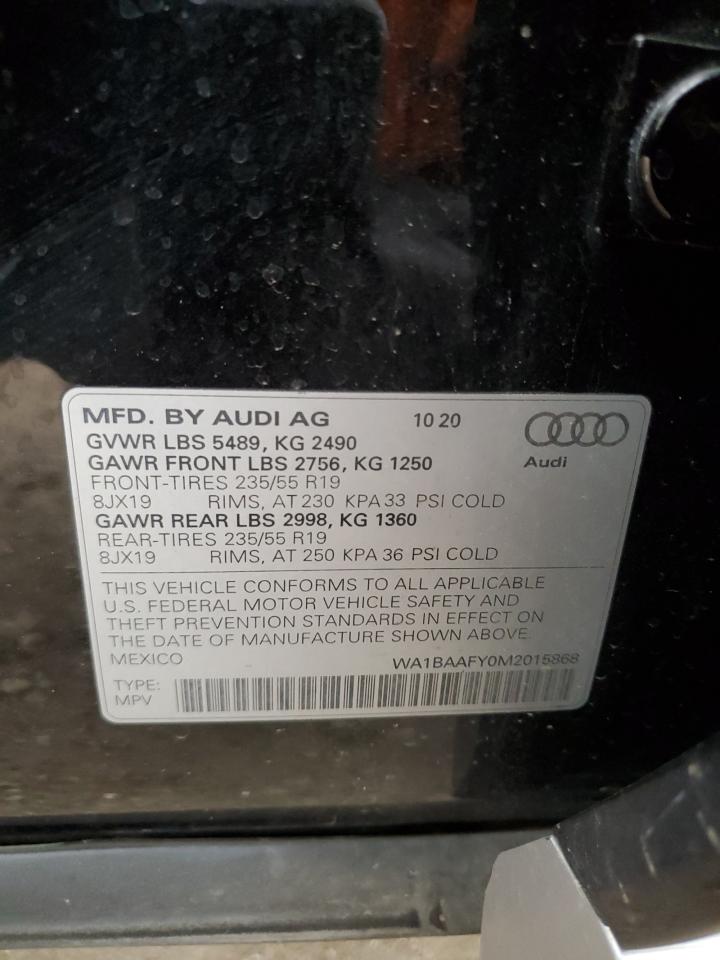 MFD. BY AUDI AG 10 20
GVWR LBS 5489, KG 2490
GAWR FRONT LBS 2756, KG 1250
Audi
FRONT-TIRES 235/55 R19
8JX19 RIMS, AT 230 KPA 33 PSI COLD
GAWR REAR LBS 2998, KG 1360
REAR-TIRES 235/55 R19
8JX19 RIMS, AT 250 KPA 36 PSI COLD
THIS VEHICLE CONFORMS TO ALL APPLICABLE
U.S. FEDERAL MOTOR VEHICLE SAFETY AND
THEFT PREVENTION STANDARDS IN EFFECT ON
THE DATE OF MANUFACTURE SHOWN ABOVE.
MEXICO WA1BAAFY0M2015868
TYPE:
MPV